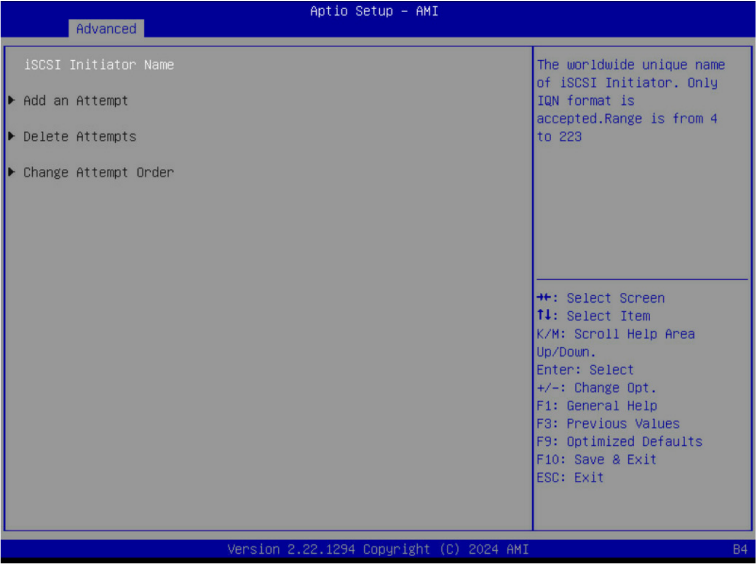 Aptio Setup – AMI
Advanced
iSCSI Initiator Name
▶ Add an Attempt
▶ Delete Attempts
▶ Change Attempt Order
The worldwide unique name
of iSCSI Initiator. Only
IQN format is
accepted.Range is from 4
to 223
→←: Select Screen
↑↓: Select Item
K/M: Scroll Help Area
Up/Down.
Enter: Select
+/-: Change Opt.
F1: General Help
F3: Previous Values
F9: Optimized Defaults
F10: Save & Exit
ESC: Exit
Version 2.22.1294 Copyright (C) 2024 AMI
B4